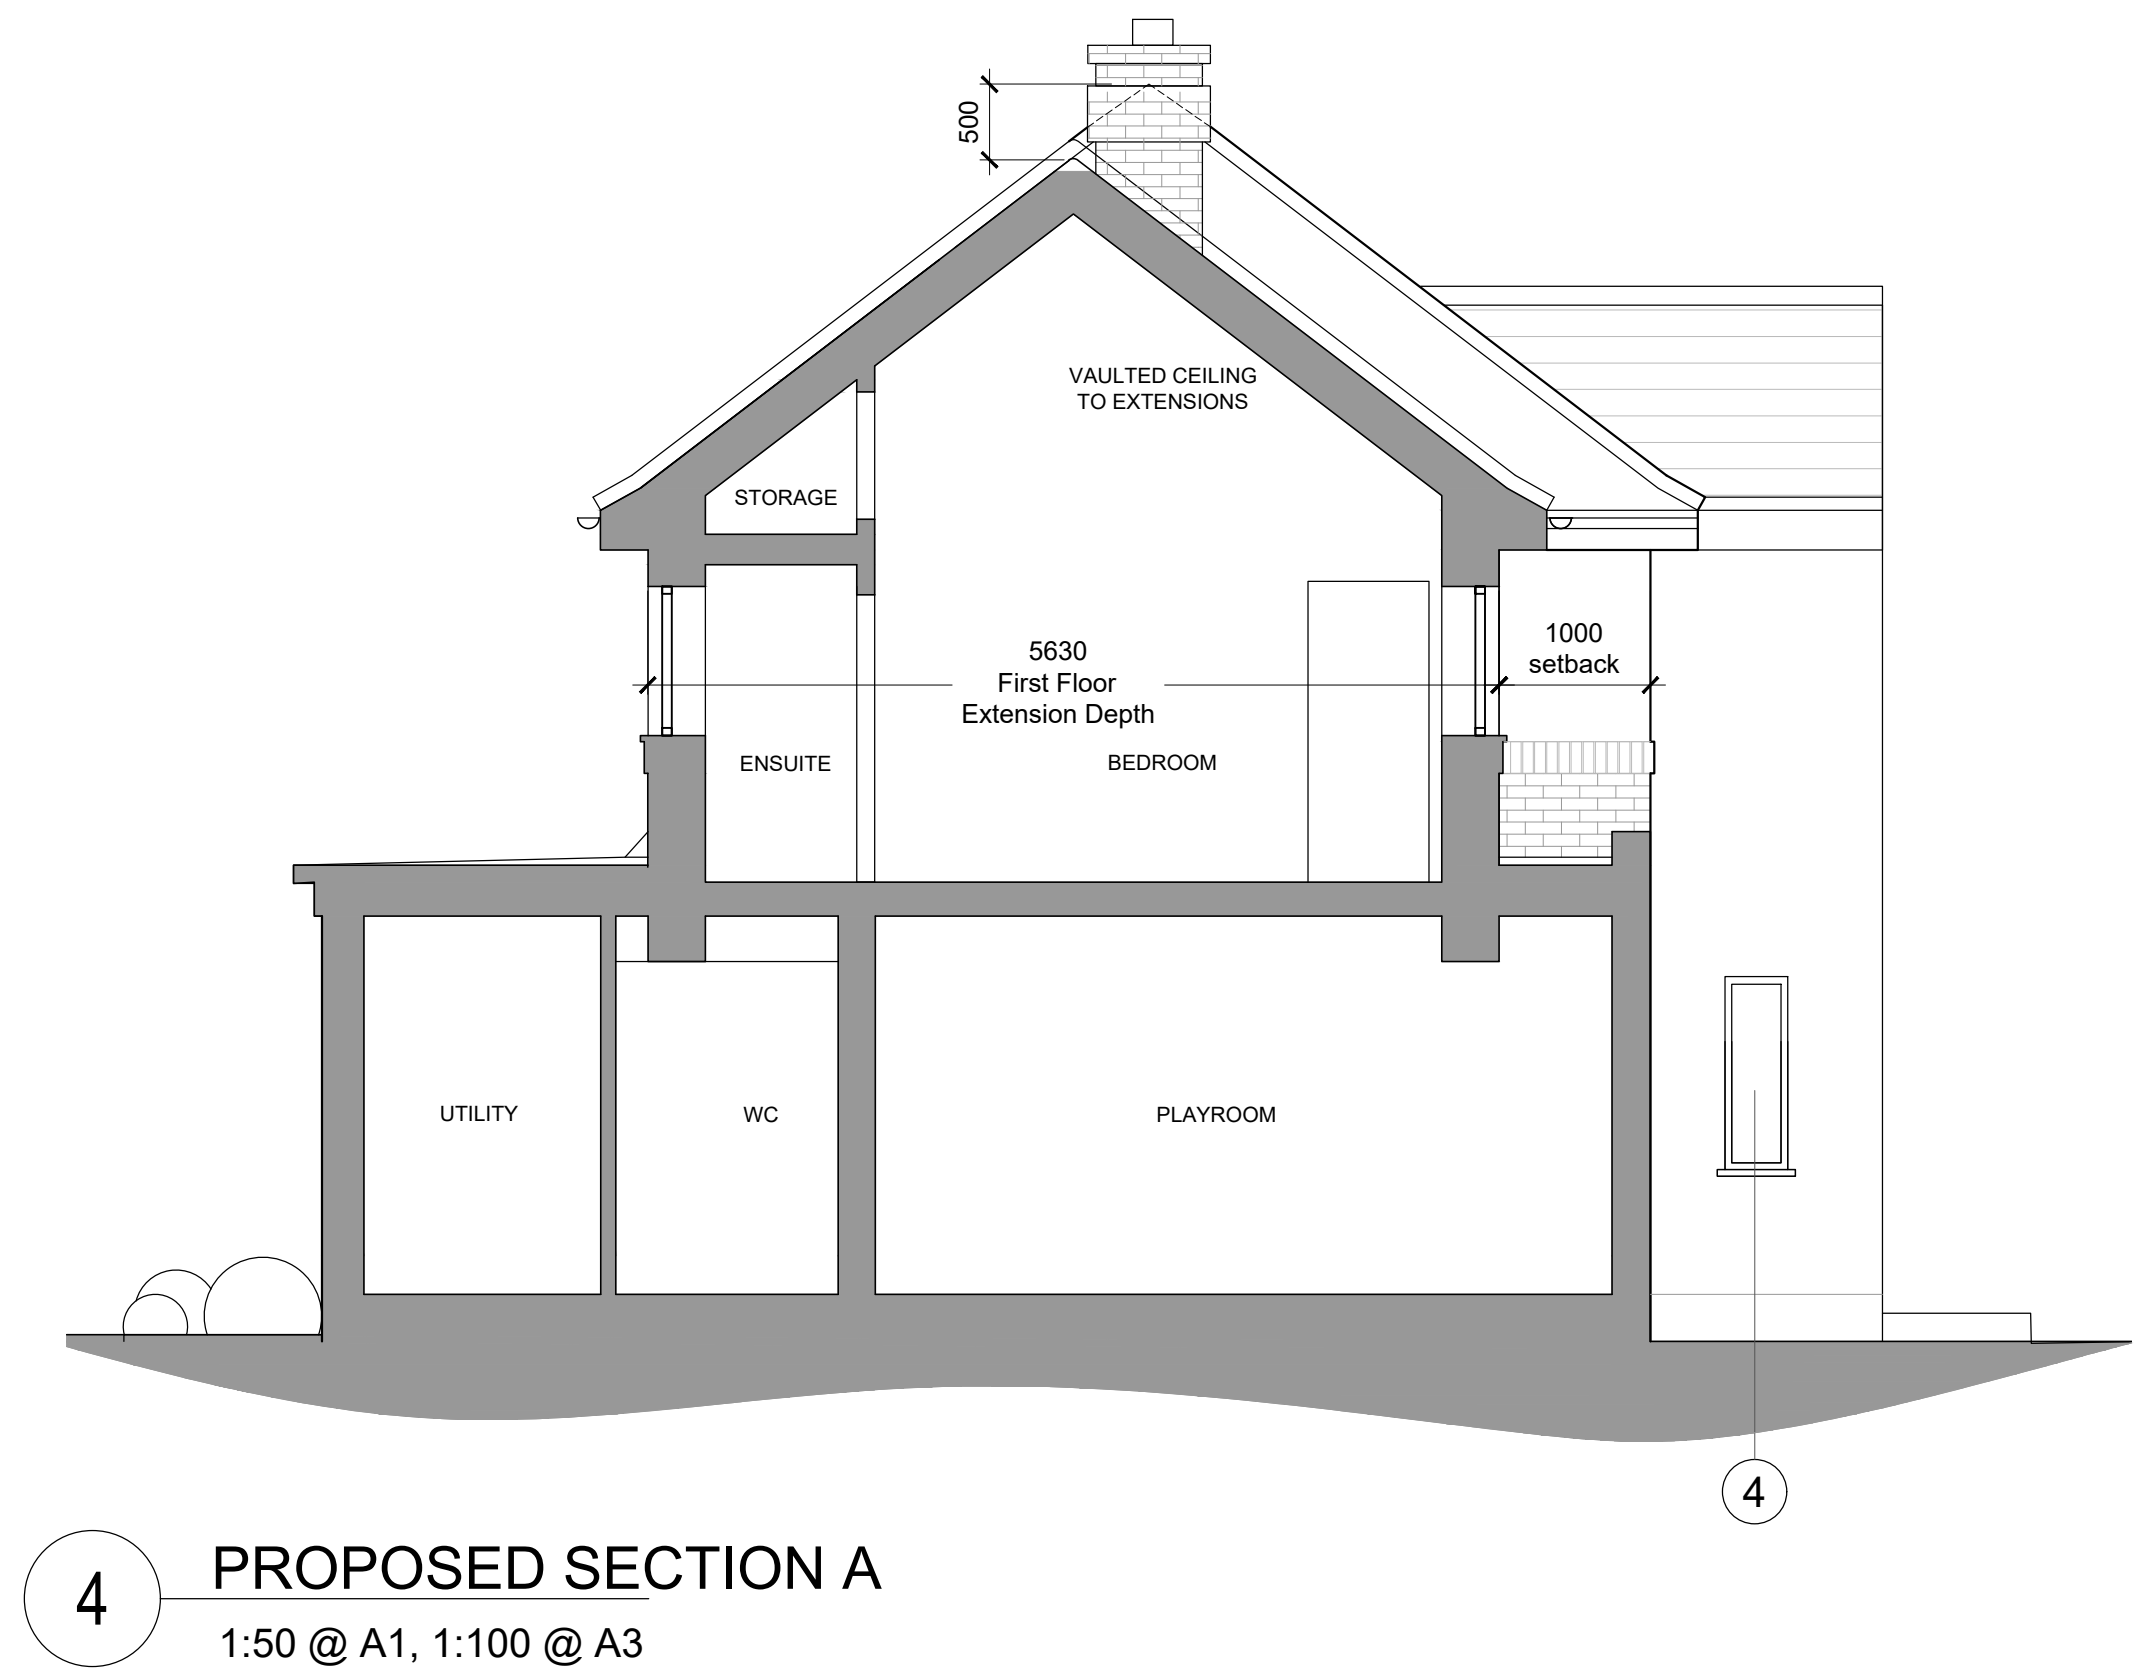 500
VAULTED CEILING
TO EXTENSIONS
STORAGE
5630
First Floor
Extension Depth
1000
setback
ENSUITE
BEDROOM
UTILITY
WC
PLAYROOM
4
4
PROPOSED SECTION A
1:50 @ A1, 1:100 @ A3